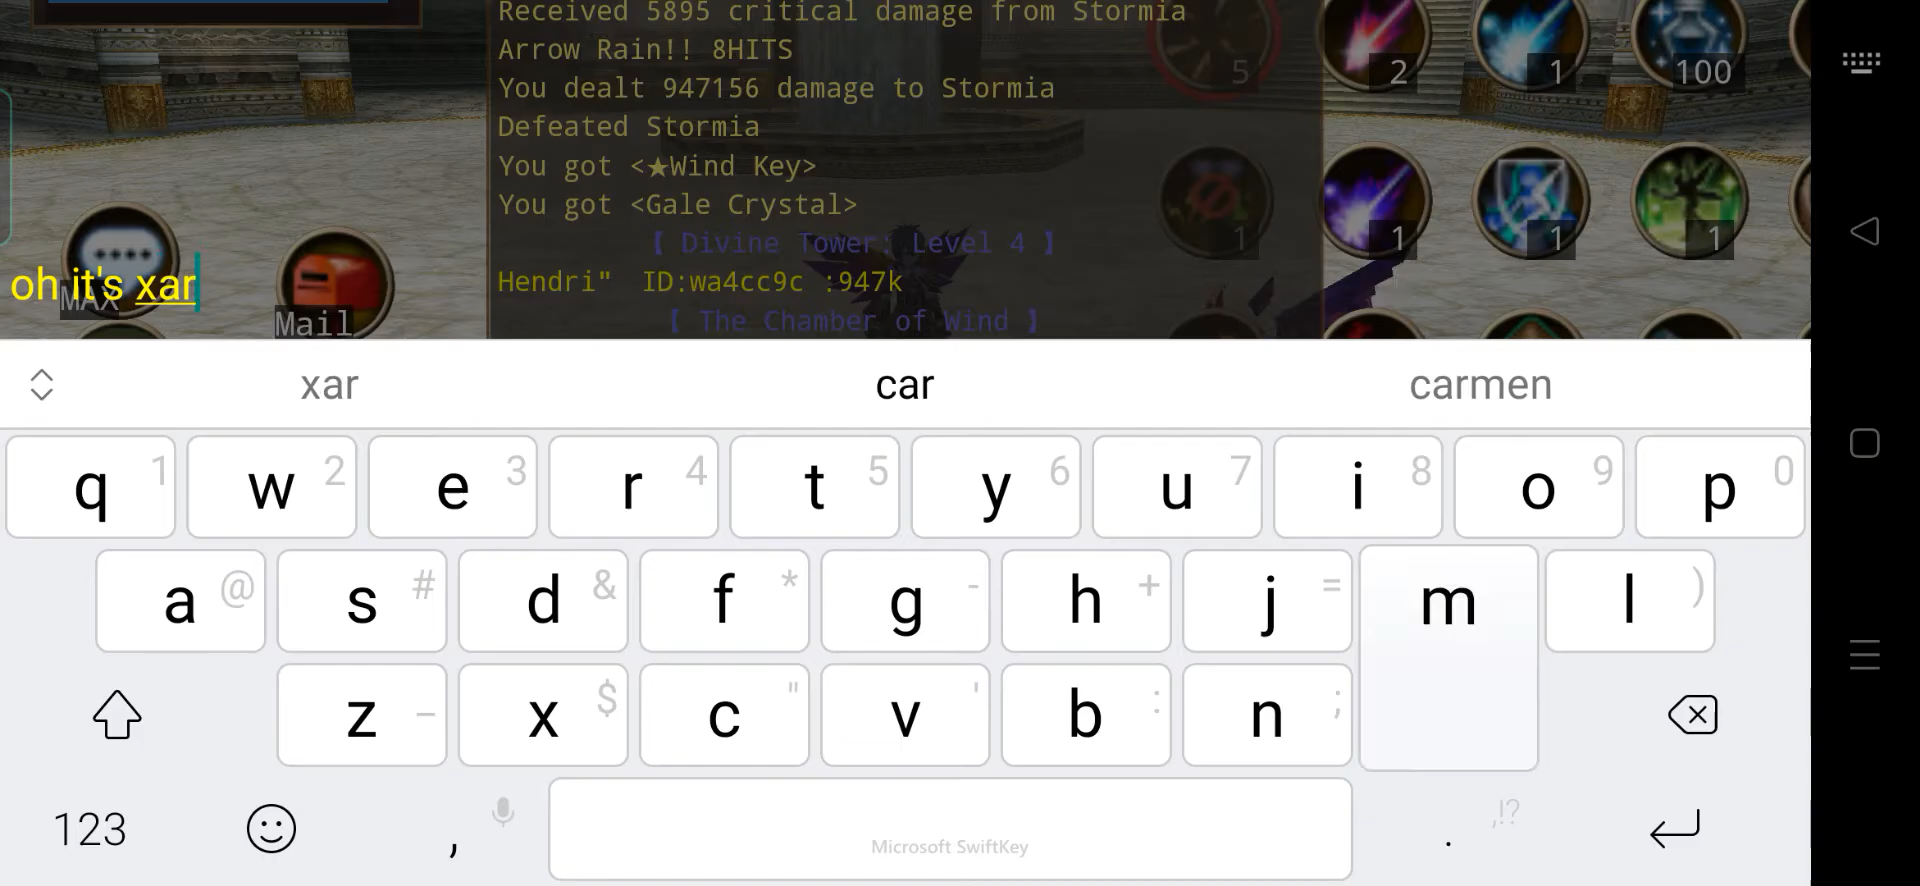 Received 5895 critical damage from Stormia
Arrow Rain!! 8HITS
You dealt 947156 damage to Stormia
Defeated Stormia
You got <★Wind Key>
You got <Gale Crystal>
【 Divine Tower: Level 4 】
Hendri" ID:wa4cc9c :947k
【 The Chamber of Wind 】
5
2
1
100
1
1
1
1
oh it's xar
MAX
Mail
xar car carmen
q 1 w 2 e 3 r 4 t 5 y 6 u 7 i 8 o 9 p 0
a @ s # d & f * g - h + j = m l )
z _ x $ c " v ' b : n ;
123 , Microsoft SwiftKey . ,!?